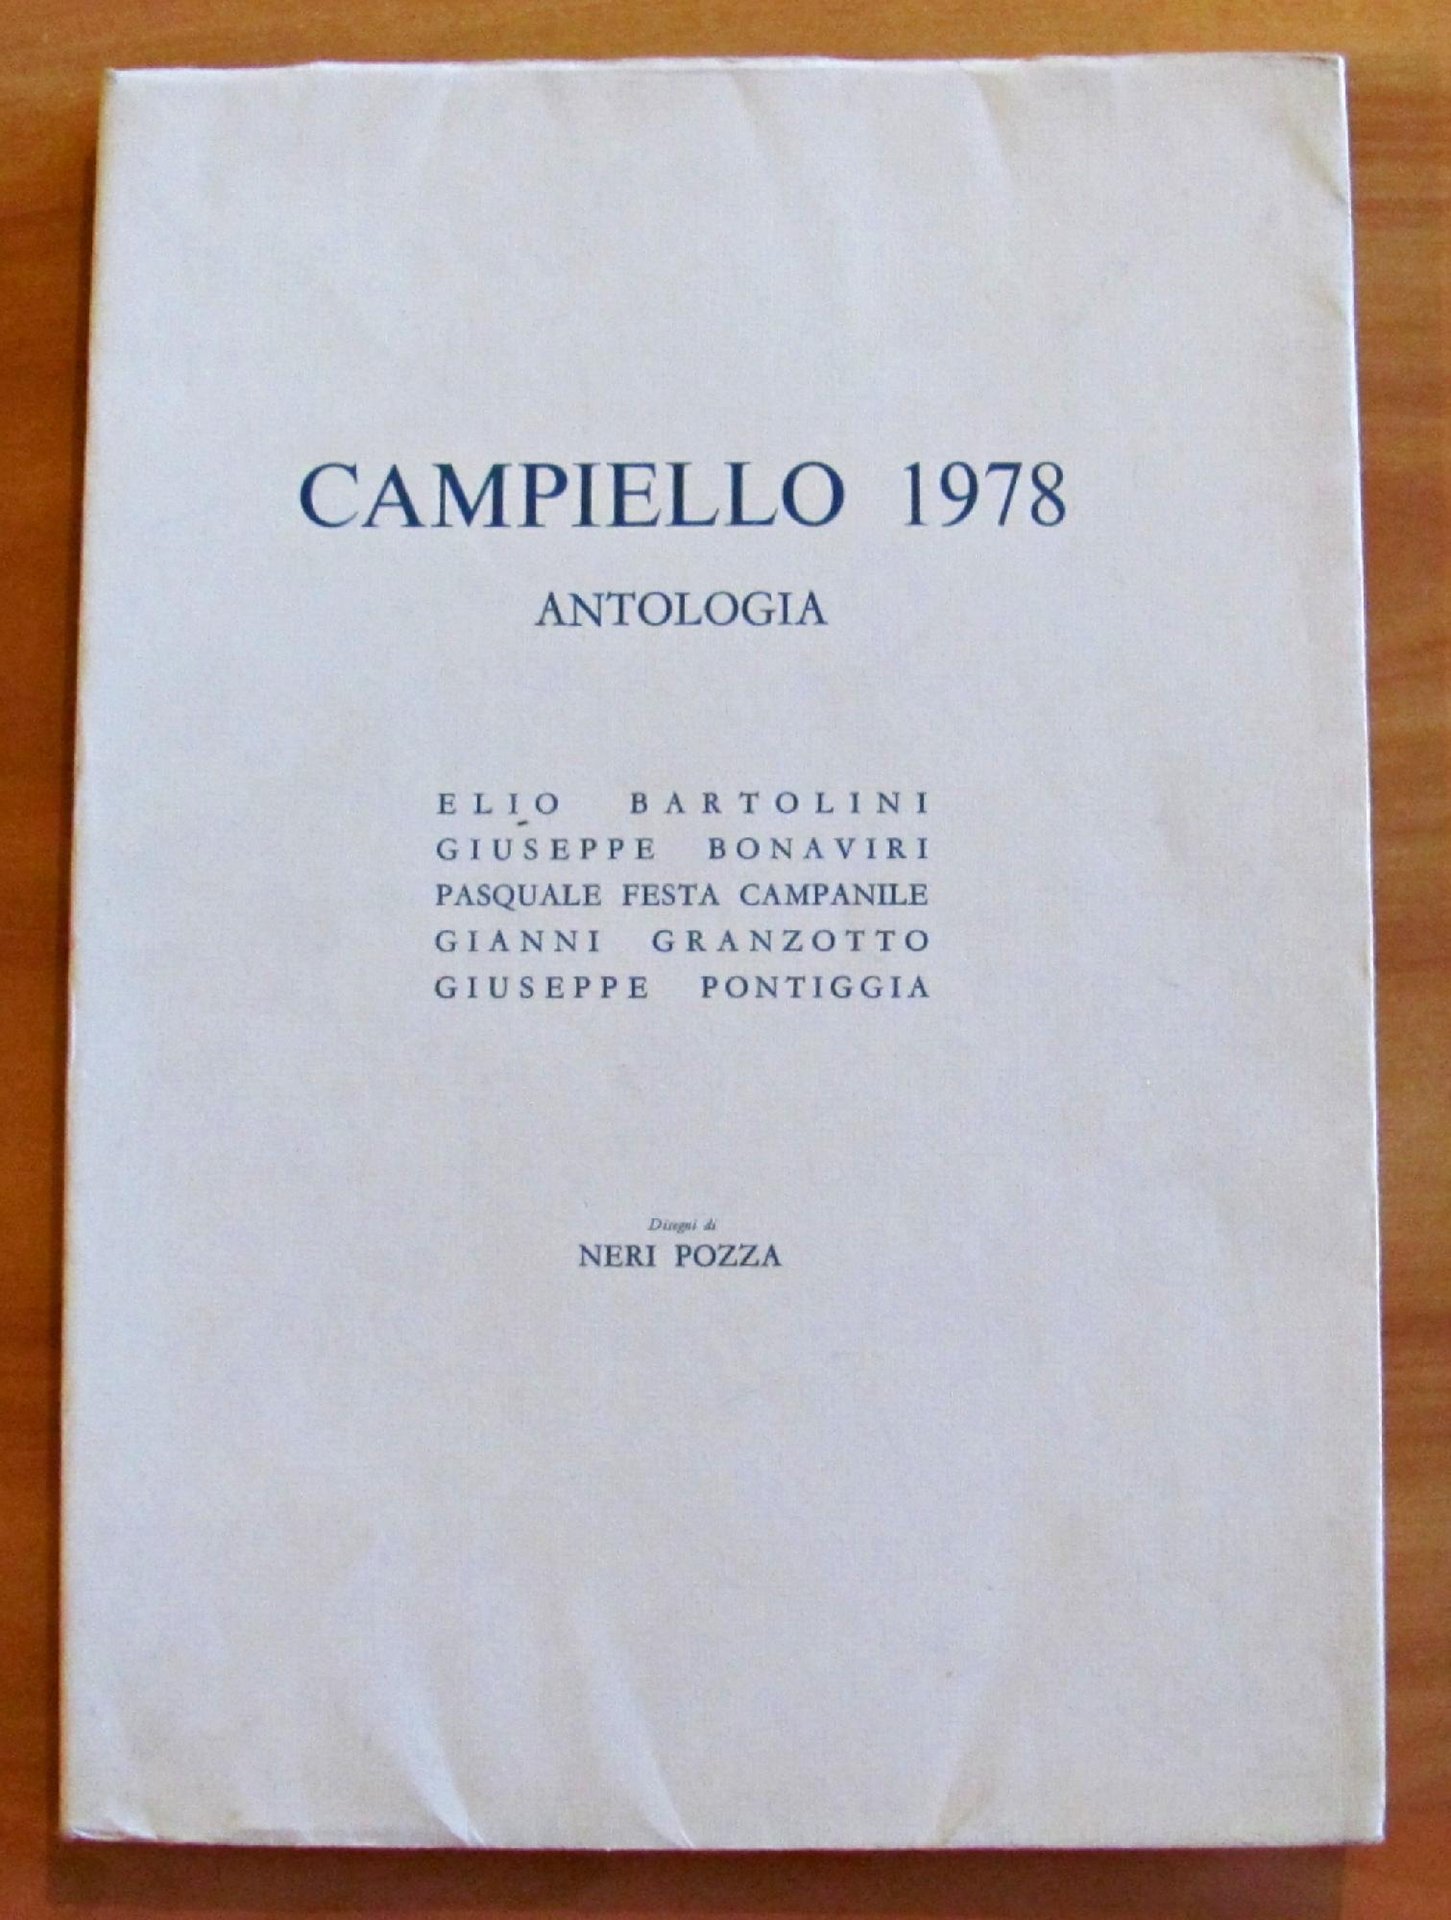 CAMPIELLO 1978
ANTOLOGIA
ELIO BARTOLINI
GIUSEPPE BONAVIRI
PASQUALE FESTA CAMPANILE
GIANNI GRANZOTTO
GIUSEPPE PONTIGGIA
Disegni di
NERI POZZA